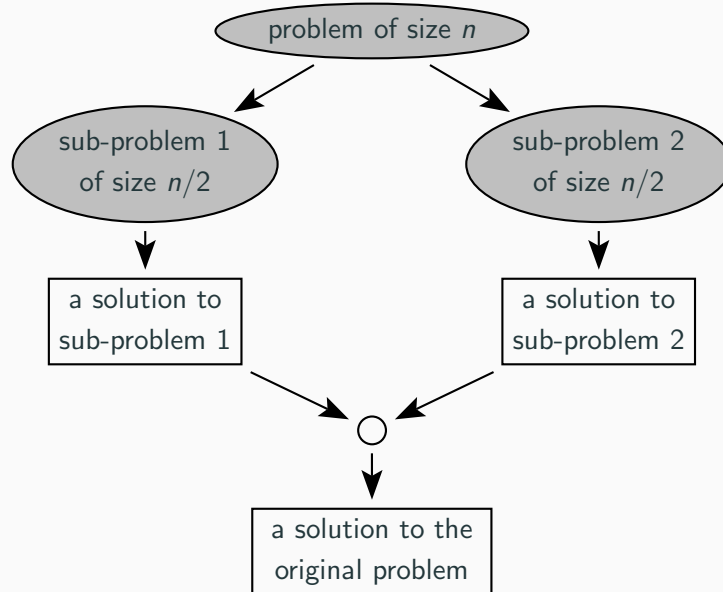 problem of size n
sub-problem 1
of size n/2
sub-problem 2
of size n/2
a solution to
sub-problem 1
a solution to
sub-problem 2
a solution to the
original problem